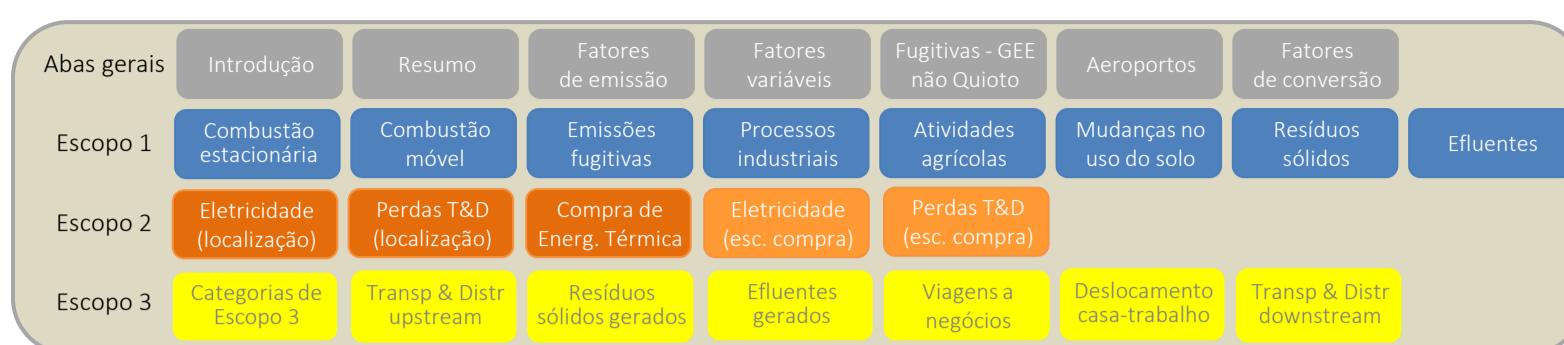 Abas gerais
Introdução
Resumo
Fatores
de emissão
Fatores
variáveis
Fugitivas - GEE
não Quioto
Aeroportos
Fatores
de conversão
Escopo 1
Combustão
estacionária
Combustão
móvel
Emissões
fugitivas
Processos
industriais
Atividades
agrícolas
Mudanças no
uso do solo
Resíduos
sólidos
Efluentes
Escopo 2
Eletricidade
(localização)
Perdas T&D
(localização)
Compra de
Energ. Térmica
Eletricidade
(esc. compra)
Perdas T&D
(esc. compra)
Escopo 3
Categorias de
Escopo 3
Transp & Distr
upstream
Resíduos
sólidos gerados
Efluentes
gerados
Viagens a
negócios
Deslocamento
casa-trabalho
Transp & Distr
downstream